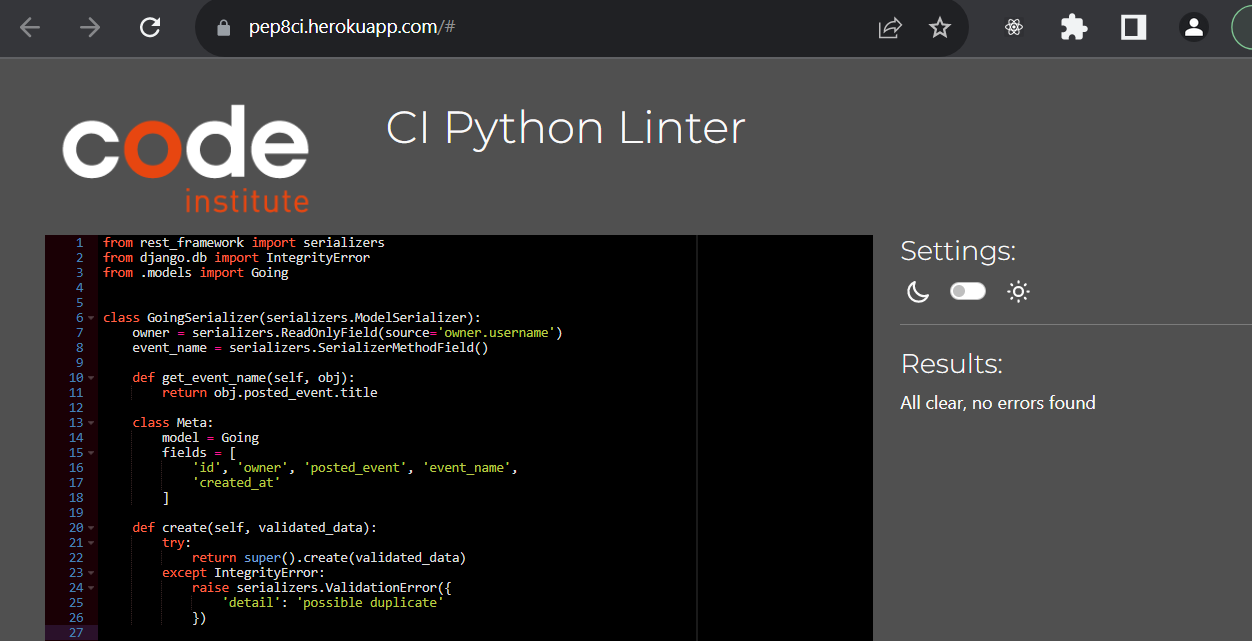 pep8ci.herokuapp.com/#
code
institute
CI Python Linter
1 from rest_framework import serializers
2 from django.db import IntegrityError
3 from .models import Going
4
5
6 class GoingSerializer(serializers.ModelSerializer):
7     owner = serializers.ReadOnlyField(source='owner.username')
8     event_name = serializers.SerializerMethodField()
9
10     def get_event_name(self, obj):
11         return obj.posted_event.title
12
13     class Meta:
14         model = Going
15         fields = [
16             'id', 'owner', 'posted_event', 'event_name',
17             'created_at'
18         ]
19
20     def create(self, validated_data):
21         try:
22             return super().create(validated_data)
23         except IntegrityError:
24             raise serializers.ValidationError({
25                 'detail': 'possible duplicate'
26             })
27
Settings:
Results:
All clear, no errors found